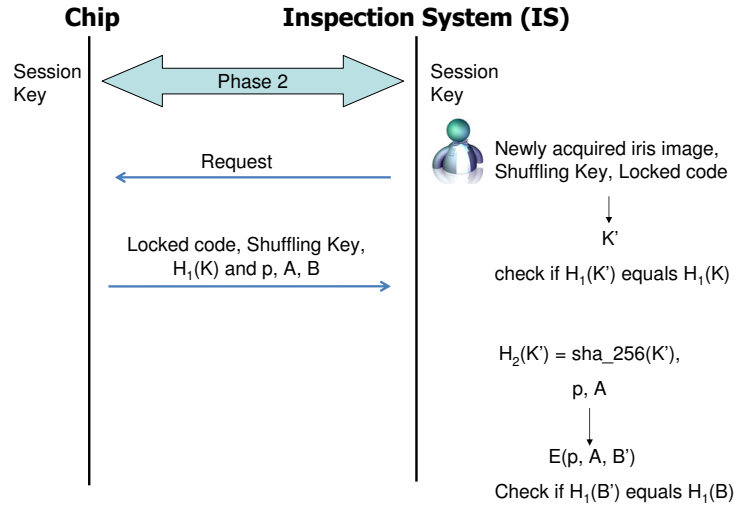 Chip
Inspection System (IS)
Session
Key
Phase 2
Session
Key
Request
Newly acquired iris image,
Shuffling Key, Locked code
K’
check if H₁(K’) equals H₁(K)
Locked code, Shuffling Key,
H₁(K) and p, A, B
H₂(K’) = sha_256(K’),
p, A
E(p, A, B’)
Check if H₁(B’) equals H₁(B)